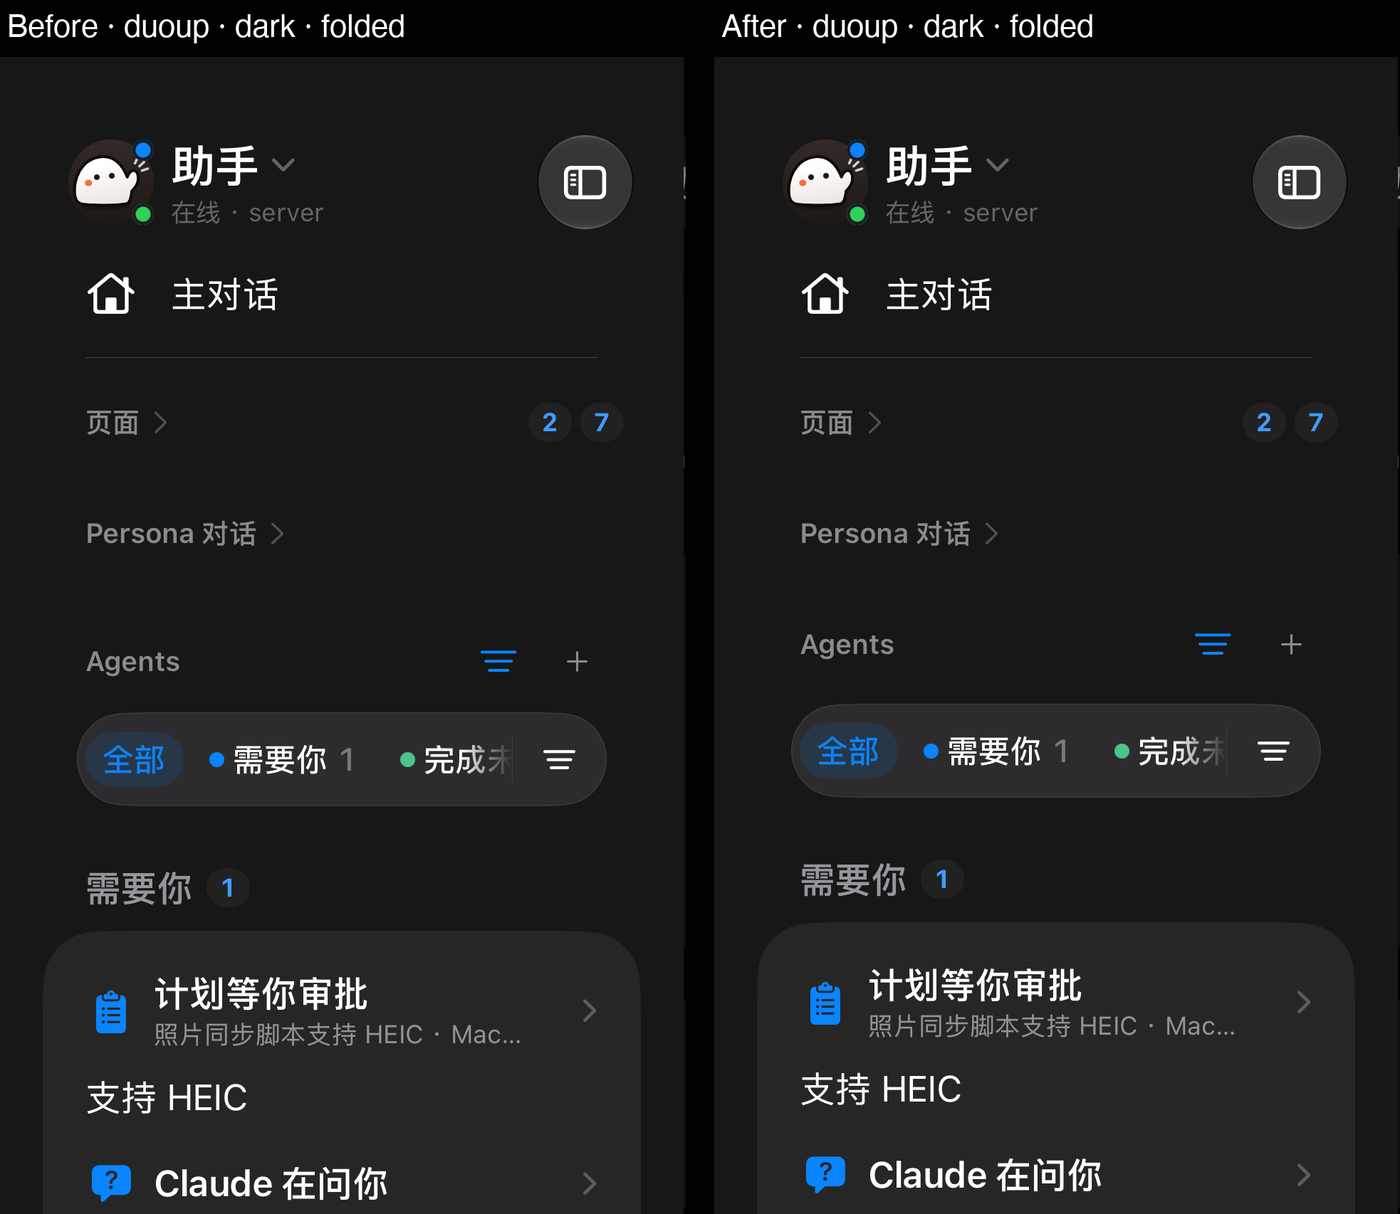 Before · duoup · dark · folded
助手
在线 · server
主对话
页面
2 7
Persona 对话
Agents
全部 需要你 1 完成未
需要你 1
计划等你审批
照片同步脚本支持 HEIC · Mac...
支持 HEIC
Claude 在问你
After · duoup · dark · folded
助手
在线 · server
主对话
页面
2 7
Persona 对话
Agents
全部 需要你 1 完成未
需要你 1
计划等你审批
照片同步脚本支持 HEIC · Mac...
支持 HEIC
Claude 在问你